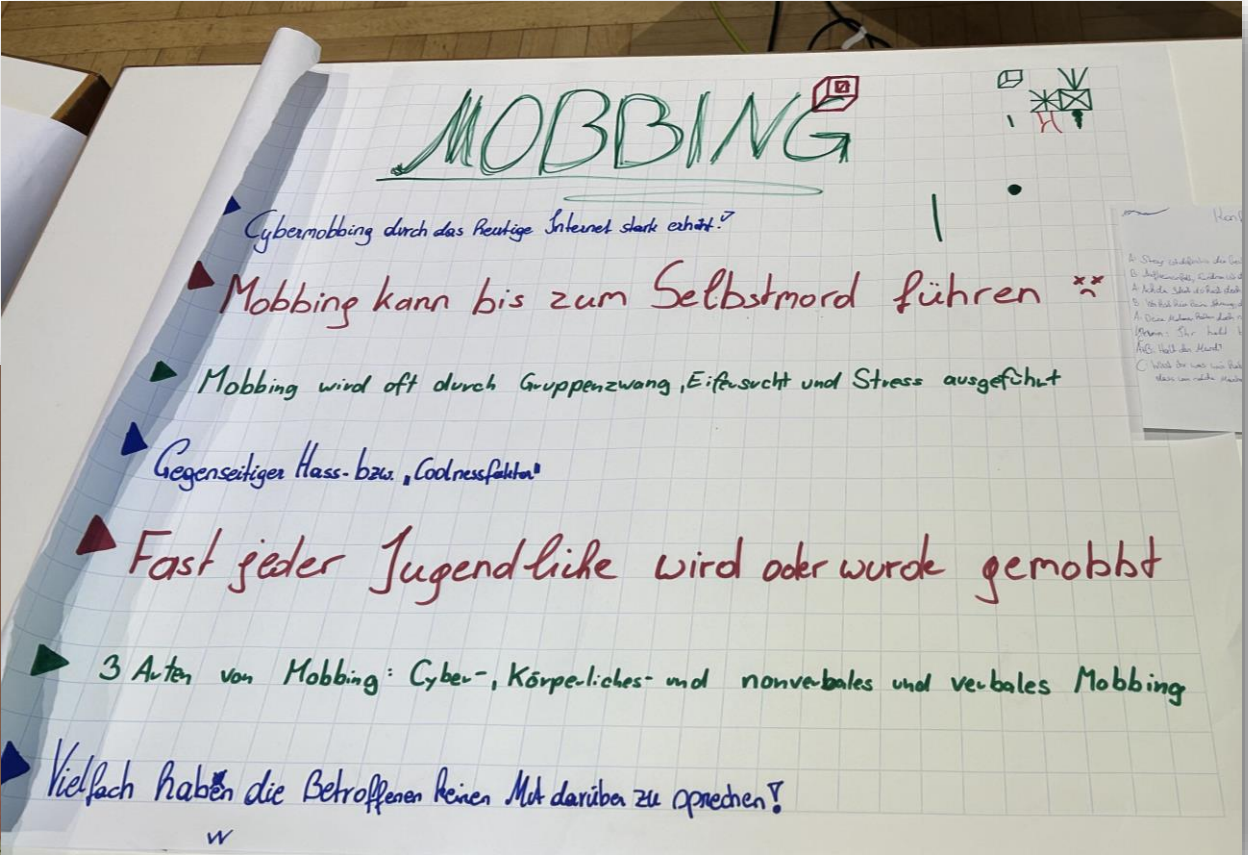 MOBBING
Cybermobbing durch das heutige Internet stark erhöht!
Mobbing kann bis zum Selbstmord führen
Mobbing wird oft durch Gruppenzwang, Eifersucht und Stress ausgeführt
Gegenseitiger Hass- bzw. "Coolnessfaktor"
Fast jeder Jugendliche wird oder wurde gemobbt
3 Arten von Mobbing: Cyber-, Körperliches- und nonverbales und verbales Mobbing
Vielfach haben die Betroffenen keinen Mut darüber zu sprechen!
W